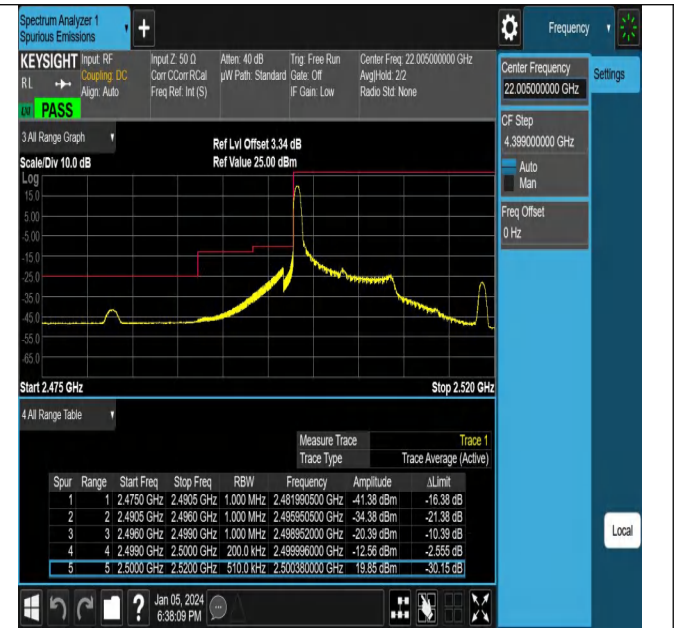 Spectrum Analyzer 1
Spurious Emissions
+
Frequency
KEYSIGHT
RL
PASS
Input: RF
Coupling: DC
Align: Auto
Input Z: 50 Ω
Corr CCorr RCal
Freq Ref: Int (S)
Atten: 40 dB
µW Path: Standard
Trig: Free Run
Gate: Off
IF Gain: Low
Center Freq: 22.005000000 GHz
Avg|Hold: 2/2
Radio Std: None
Center Frequency
22.005000000 GHz
Settings
CF Step
4.399000000 GHz
Auto
Man
Freq Offset
0 Hz
3 All Range Graph
Scale/Div 10.0 dB
Ref Lvl Offset 3.34 dB
Ref Value 25.00 dBm
Log
15.0
5.00
-5.00
-15.0
-25.0
-35.0
-45.0
-55.0
-65.0
Start 2.475 GHz
Stop 2.520 GHz
4 All Range Table
Measure Trace Trace 1
Trace Type Trace Average (Active)
Spur Range Start Freq Stop Freq RBW Frequency Amplitude ΔLimit
1 1 2.4750 GHz 2.4905 GHz 1.000 MHz 2.481990500 GHz -41.38 dBm -16.38 dB
2 2 2.4905 GHz 2.4960 GHz 1.000 MHz 2.495950500 GHz -34.38 dBm -21.38 dB
3 3 2.4960 GHz 2.4990 GHz 1.000 MHz 2.498952000 GHz -20.39 dBm -10.39 dB
4 4 2.4990 GHz 2.5000 GHz 200.0 kHz 2.499996000 GHz -12.56 dBm -2.555 dB
5 5 2.5000 GHz 2.5200 GHz 510.0 kHz 2.500380000 GHz 19.85 dBm -30.15 dB
Local
?
Jan 05, 2024
6:38:09 PM